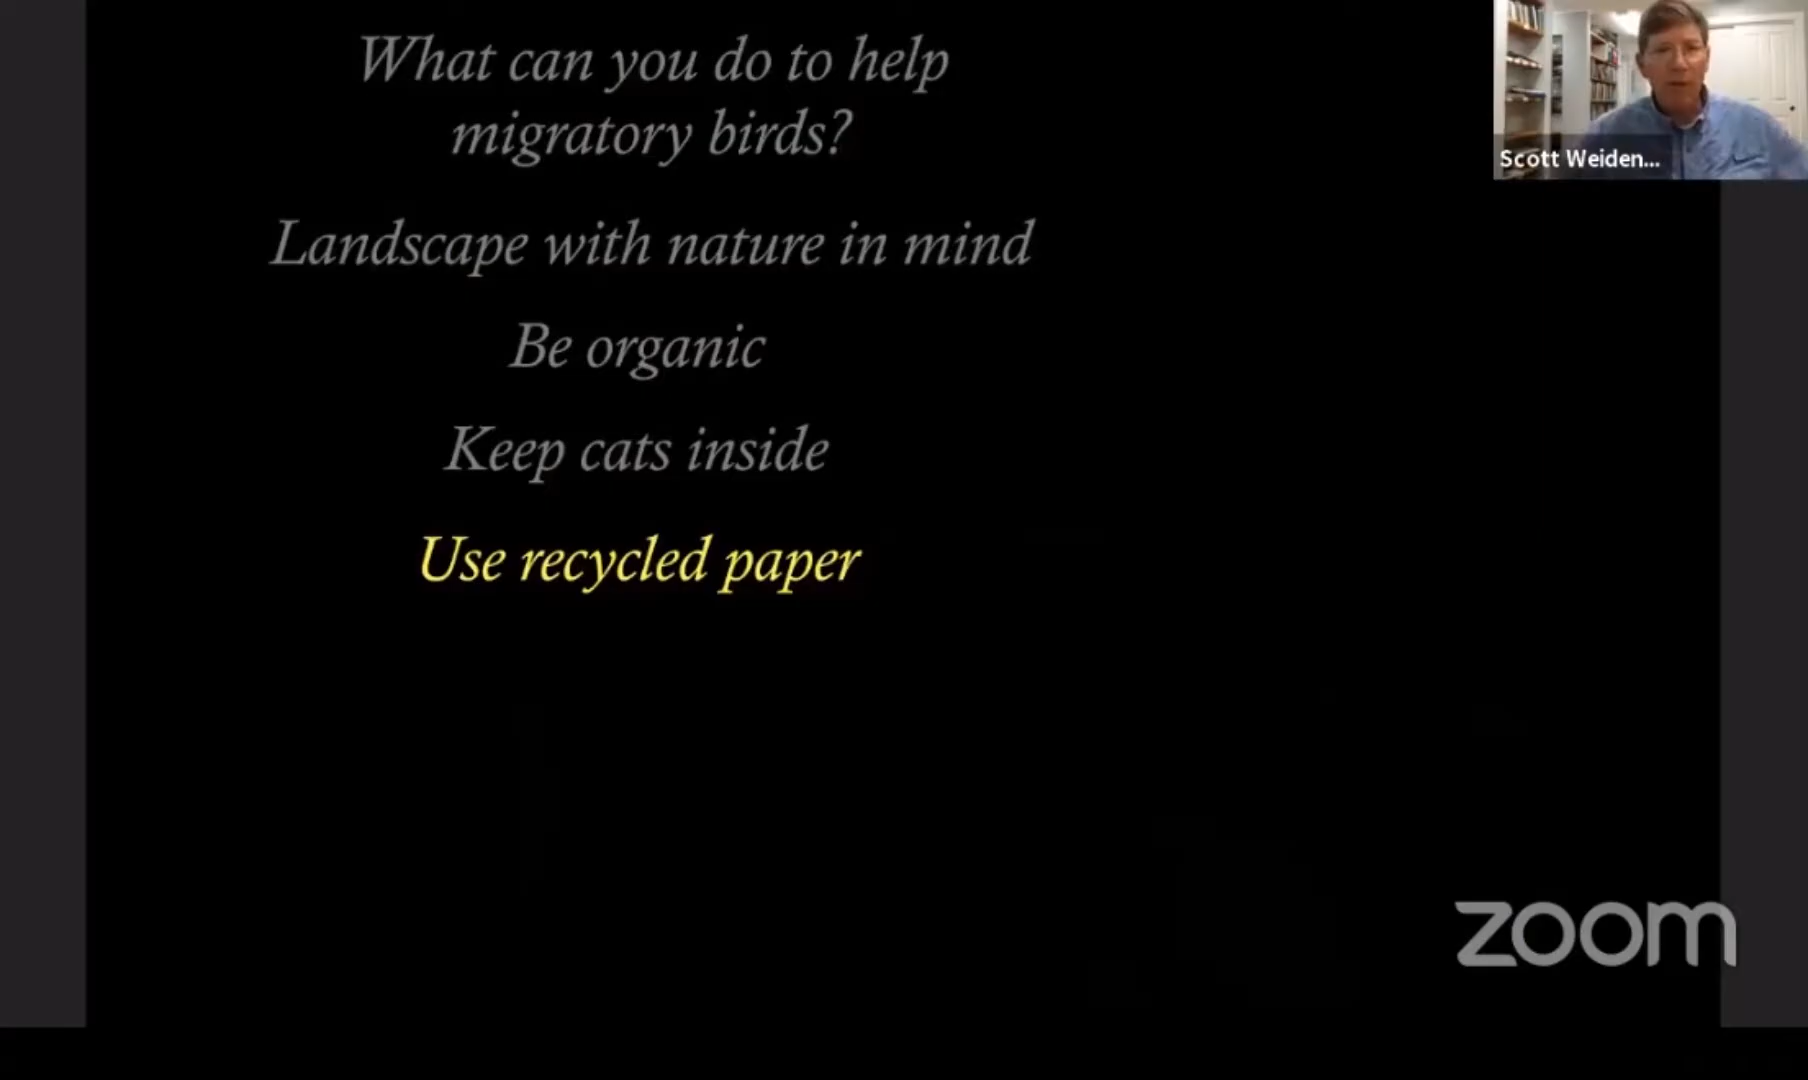 What can you do to help
migratory birds?
Landscape with nature in mind
Be organic
Keep cats inside
Use recycled paper
Scott Weiden...
zoom